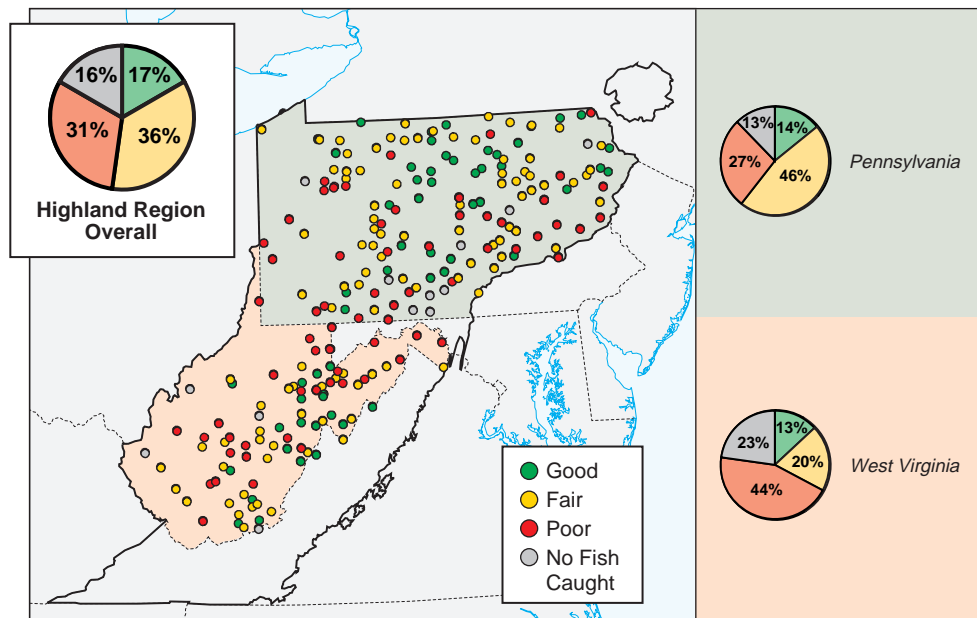 16%
17%
31%
36%
Highland Region
Overall
13%
14%
27%
46%
Pennsylvania
23%
13%
20%
44%
West Virginia
Good
Fair
Poor
No Fish
Caught